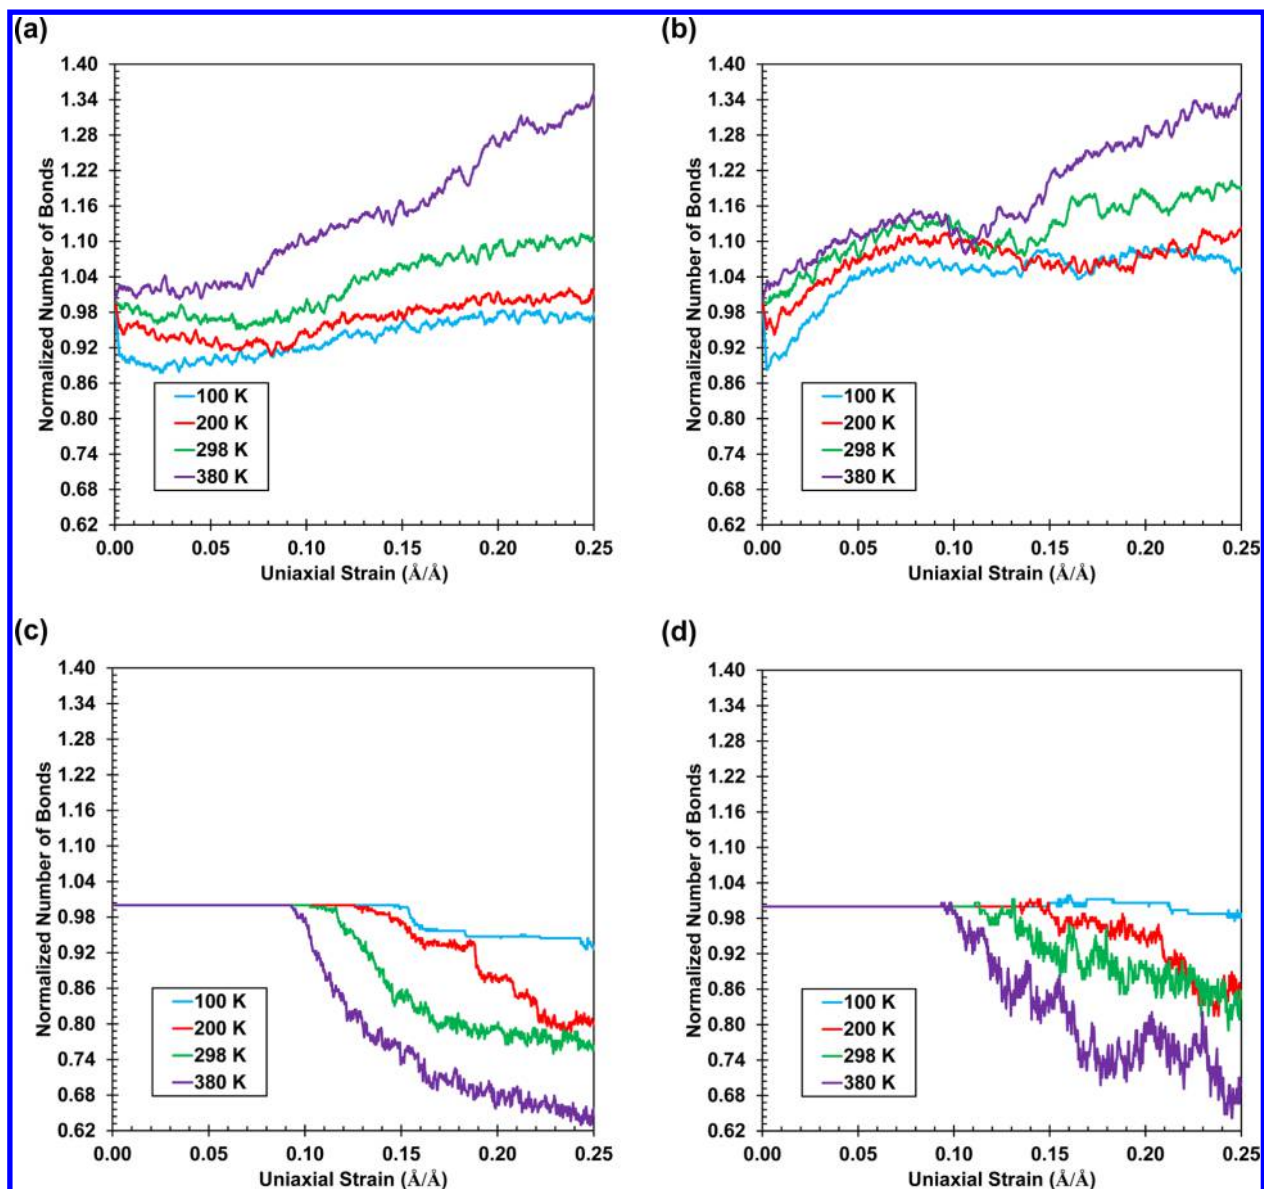 (a)
Normalized Number of Bonds
1.40
1.34
1.28
1.22
1.16
1.10
1.04
0.98
0.92
0.86
0.80
0.74
0.68
0.62
100 K
200 K
298 K
380 K
0.00 0.05 0.10 0.15 0.20 0.25
Uniaxial Strain (Å/Å)
(b)
Normalized Number of Bonds
1.40
1.34
1.28
1.22
1.16
1.10
1.04
0.98
0.92
0.86
0.80
0.74
0.68
0.62
100 K
200 K
298 K
380 K
0.00 0.05 0.10 0.15 0.20 0.25
Uniaxial Strain (Å/Å)
(c)
Normalized Number of Bonds
1.40
1.34
1.28
1.22
1.16
1.10
1.04
0.98
0.92
0.86
0.80
0.74
0.68
0.62
100 K
200 K
298 K
380 K
0.00 0.05 0.10 0.15 0.20 0.25
Uniaxial Strain (Å/Å)
(d)
Normalized Number of Bonds
1.40
1.34
1.28
1.22
1.16
1.10
1.04
0.98
0.92
0.86
0.80
0.74
0.68
0.62
100 K
200 K
298 K
380 K
0.00 0.05 0.10 0.15 0.20 0.25
Uniaxial Strain (Å/Å)